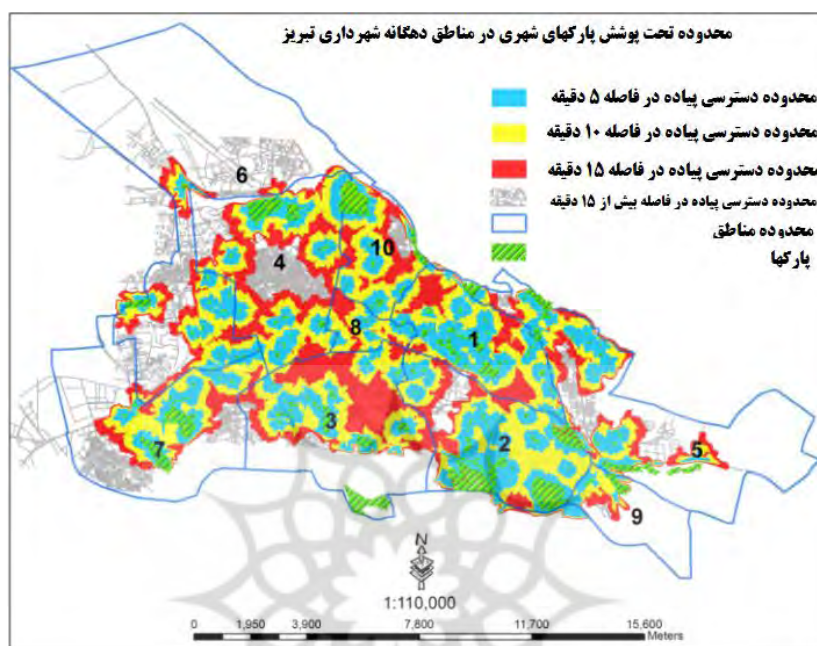 محدوده تحت پوشش پارکهای شهری در مناطق دهگانه شهرداری تبریز
محدوده دسترسی پیاده در فاصله ۵ دقیقه
محدوده دسترسی پیاده در فاصله ۱۰ دقیقه
محدوده دسترسی پیاده در فاصله ۱۵ دقیقه
محدوده دسترسی پیاده در فاصله بیش از ۱۵ دقیقه
محدوده مناطق
پارکها
6
10
4
8
1
3
2
7
5
9
N
1:110,000
0 1,950 3,900 7,800 11,700 15,600
Meters